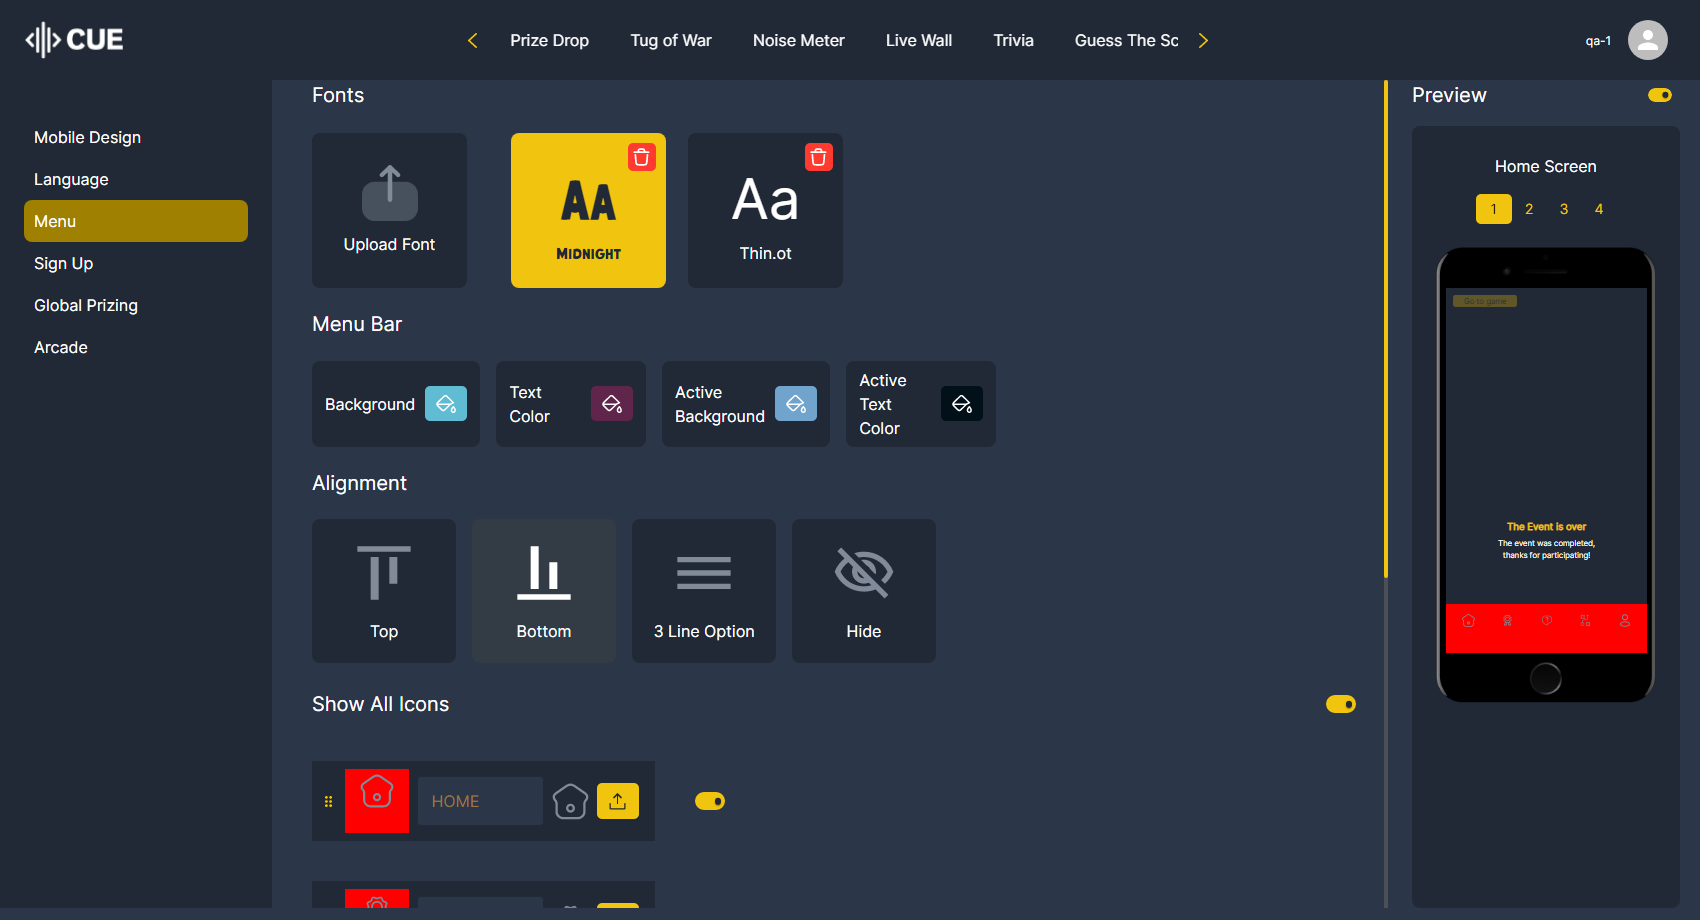 CUE
Prize Drop
Tug of War
Noise Meter
Live Wall
Trivia
Guess The Sc
qa-1
Mobile Design
Language
Menu
Sign Up
Global Prizing
Arcade
Fonts
Upload Font
AA
MIDNIGHT
Aa
Thin.ot
Menu Bar
Background
Text
Color
Active
Background
Active
Text
Color
Alignment
Top
Bottom
3 Line Option
Hide
Show All Icons
HOME
Preview
Home Screen
1 2 3 4
Go to game
The Event is over
The event was completed,
thanks for participating!